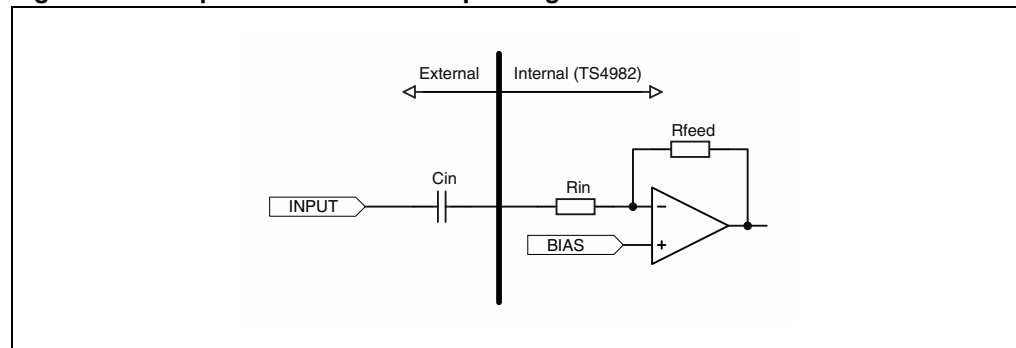 External
Internal (TS4982)
Rfeed
Cin
Rin
INPUT
−
BIAS
+